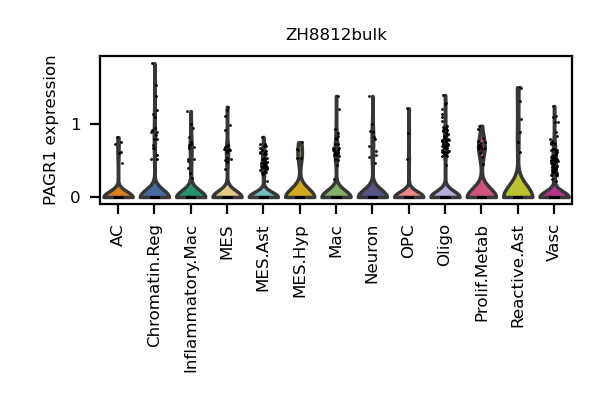 ZH8812bulk
PAGR1 expression
1
0
AC
Chromatin.Reg
Inflammatory.Mac
MES
MES.Ast
MES.Hyp
Mac
Neuron
OPC
Oligo
Prolif.Metab
Reactive.Ast
Vasc